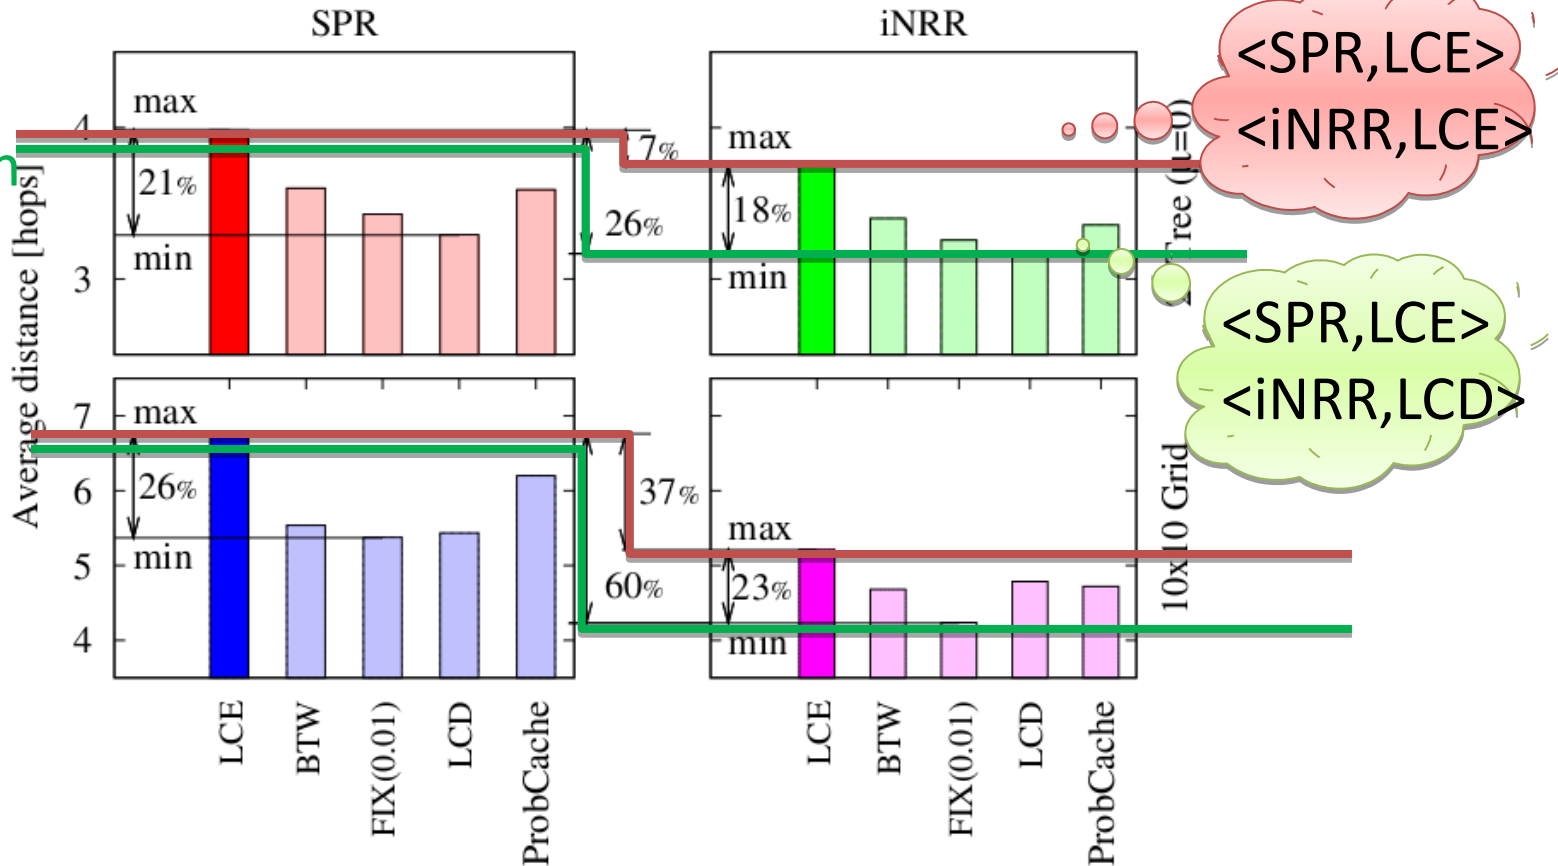 SPR
iNRR
<SPR,LCE>
<iNRR,LCE>
<SPR,LCE>
<iNRR,LCD>
Average distance [hops]
4
3
max
21%
min
7%
26%
max
18%
min
Tree (μ=0)
7
6
5
4
max
26%
min
37%
60%
max
23%
min
10x10 Grid
LCE
BTW
FIX(0.01)
LCD
ProbCache
LCE
BTW
FIX(0.01)
LCD
ProbCache